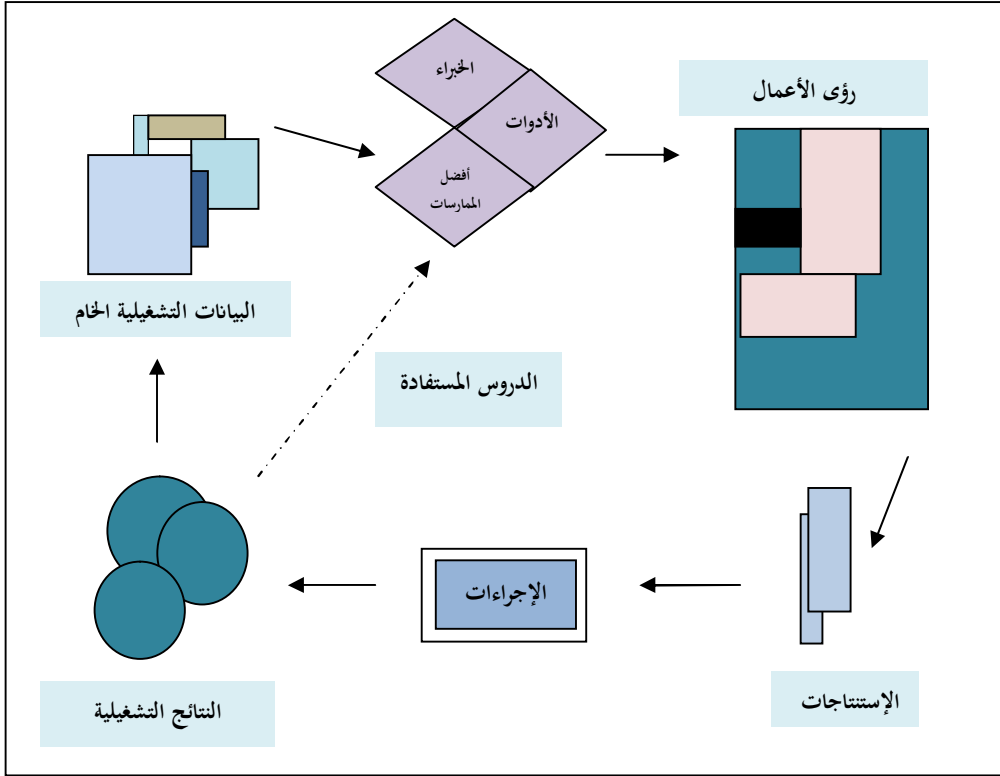 الخبراء
رؤى الأعمال
الأدوات
أفضل
الممارسات
البيانات التشغيلية الخام
الدروس المستفادة
الإجراءات
الإستنتاجات
النتائج التشغيلية